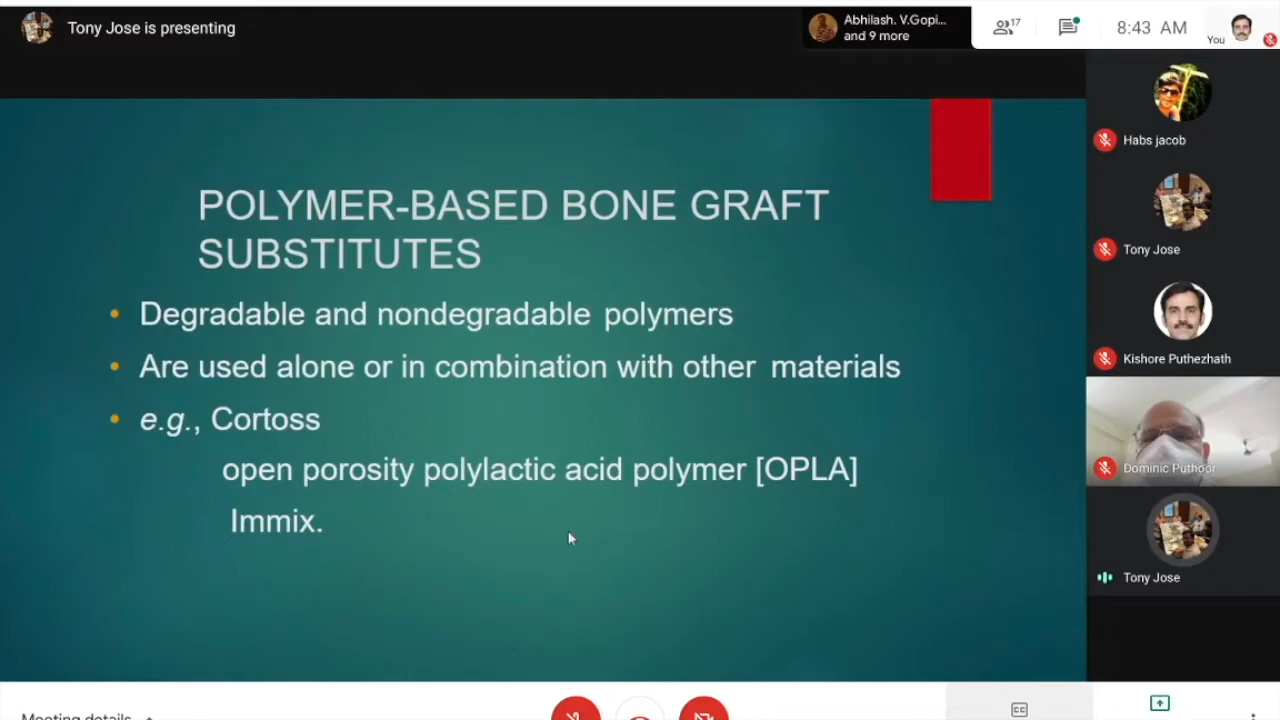 Tony Jose is presenting
Abhilash. V.Gopi...
and 9 more
17
8:43 AM
You
Habs jacob
Tony Jose
Kishore Puthezhath
Dominic Puthoor
Tony Jose
POLYMER-BASED BONE GRAFT
SUBSTITUTES
• Degradable and nondegradable polymers
• Are used alone or in combination with other materials
• e.g., Cortoss
open porosity polylactic acid polymer [OPLA]
Immix.
Meeting details
CC